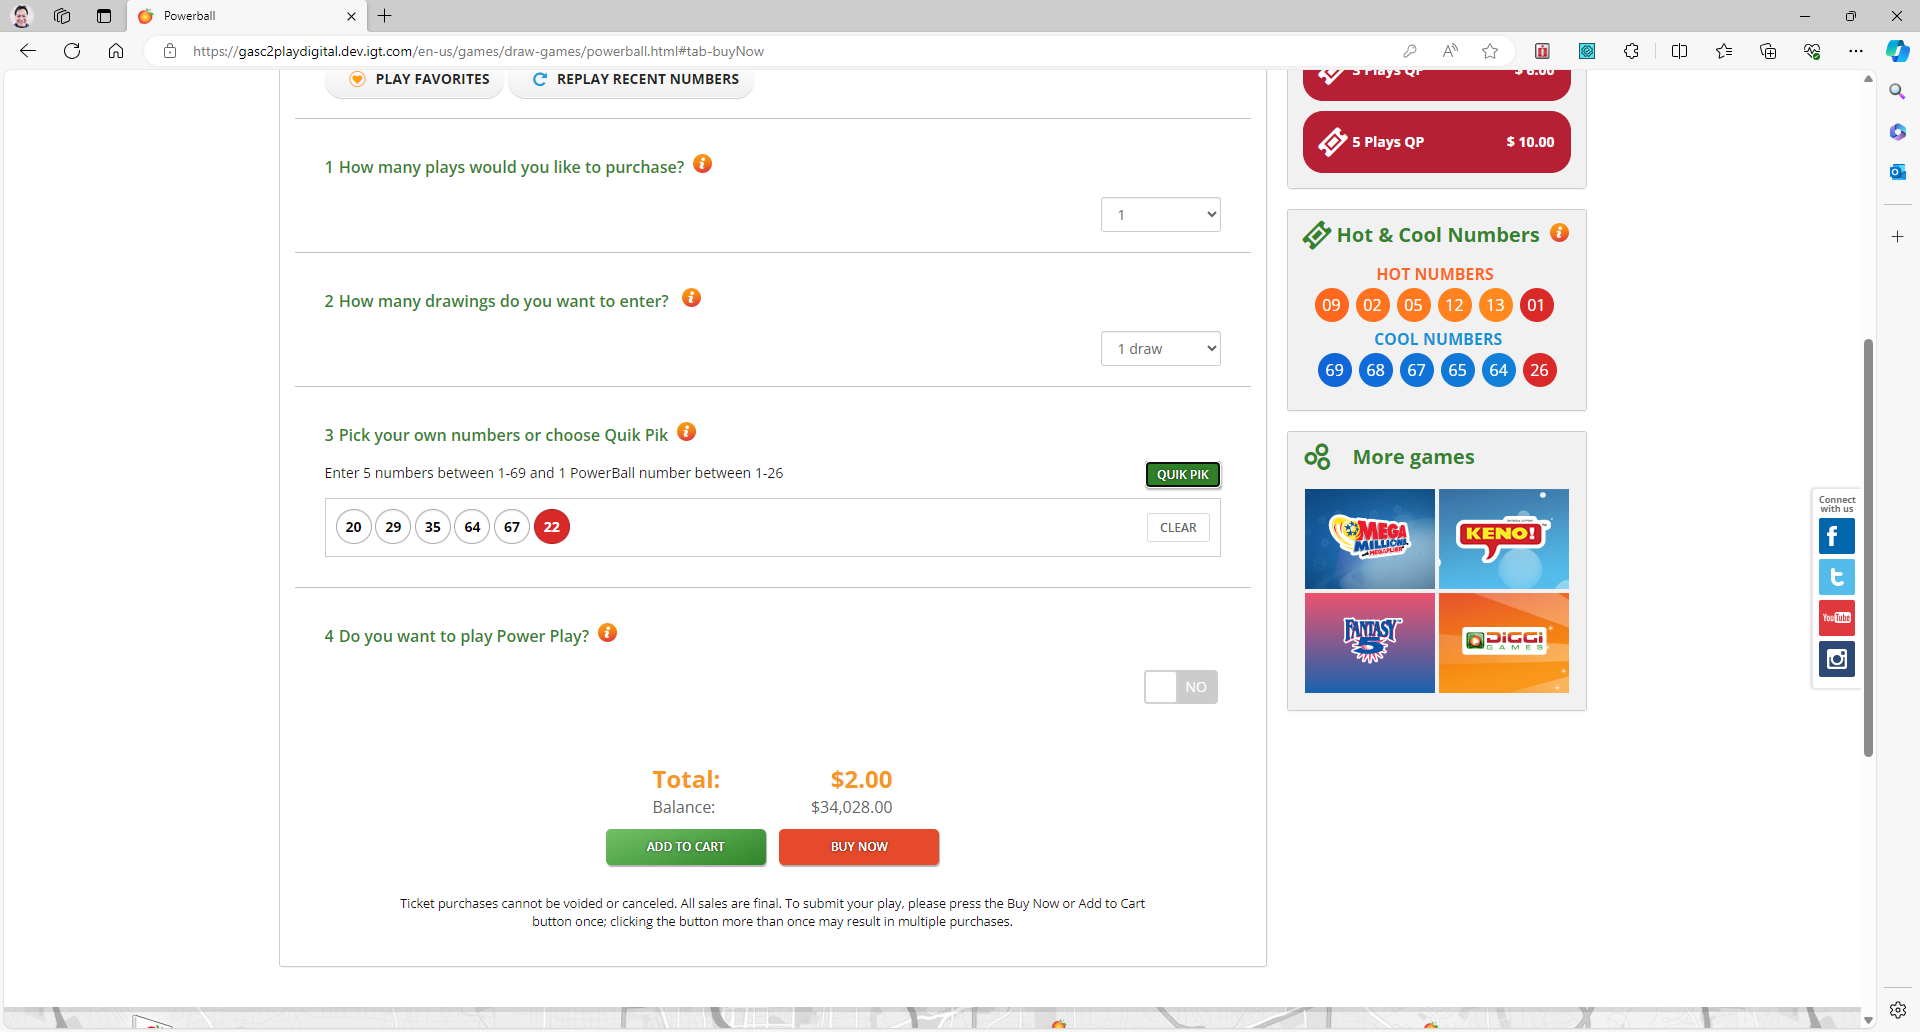 Powerball
https://gasc2playdigital.dev.igt.com/en-us/games/draw-games/powerball.html#tab-buyNow
PLAY FAVORITES
REPLAY RECENT NUMBERS
1 How many plays would you like to purchase?
1
2 How many drawings do you want to enter?
1 draw
3 Pick your own numbers or choose Quik Pik
Enter 5 numbers between 1-69 and 1 PowerBall number between 1-26
QUIK PIK
20 29 35 64 67 22
CLEAR
4 Do you want to play Power Play?
NO
Total: $2.00
Balance: $34,028.00
ADD TO CART
BUY NOW
Ticket purchases cannot be voided or canceled. All sales are final. To submit your play, please press the Buy Now or Add to Cart
button once; clicking the button more than once may result in multiple purchases.
3 Plays QP $ 6.00
5 Plays QP $ 10.00
Hot & Cool Numbers
HOT NUMBERS
09 02 05 12 13 01
COOL NUMBERS
69 68 67 65 64 26
More games
MEGA
MILLIONS
MEGAPLIER
KENO!
FANTASY
5
DiGGi
GAMES
Connect
with us
YouTube